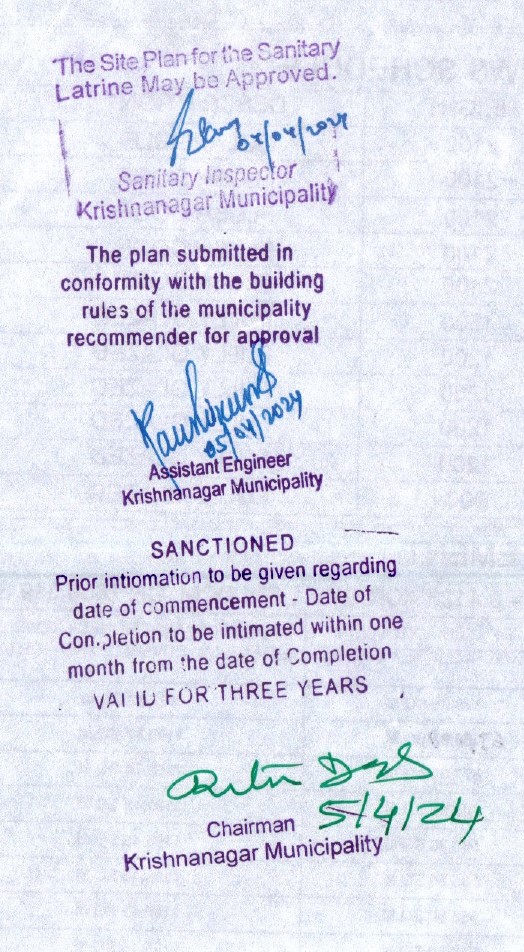 The Site Plan for the Sanitary
Latrine May be Approved.
04/04/2024
Sanitary Inspector
Krishnanagar Municipality
The plan submitted in
conformity with the building
rules of the municipality
recommender for approval
05/04/2024
Assistant Engineer
Krishnanagar Municipality
SANCTIONED
Prior intiomation to be given regarding
date of commencement - Date of
Completion to be intimated within one
month from the date of Completion
VALID FOR THREE YEARS
5/4/24
Chairman
Krishnanagar Municipality